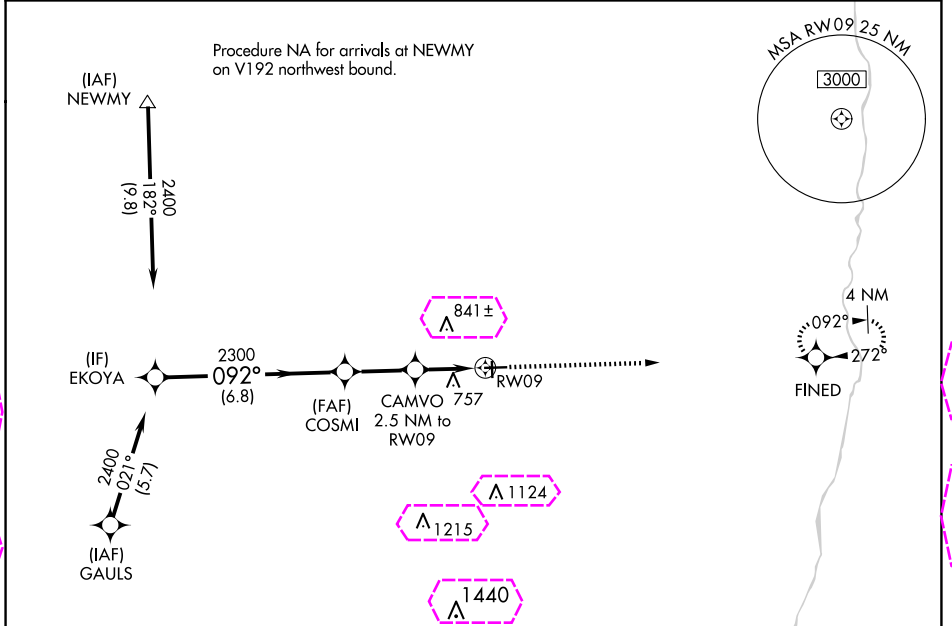 Procedure NA for arrivals at NEWMY
on V192 northwest bound.
MSA RW09 25 NM
3000
(IAF)
NEWMY
2400
182°
(9.8)
841±
4 NM
092°
272°
FINED
(IF)
EKOYA
2300
092°
(6.8)
(FAF)
COSMI
CAMVO
2.5 NM to
RW09
757
RW09
2400
021°
(5.7)
(IAF)
GAULS
1124
1215
1440